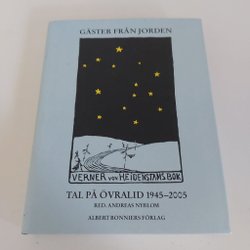 GÄSTER FRÅN JORDEN
VERNER VON HEIDENSTAMS BOK
TAL PÅ ÖVRALID 1945–2005
RED. ANDREAS NYBLOM
ALBERT BONNIERS FÖRLAG